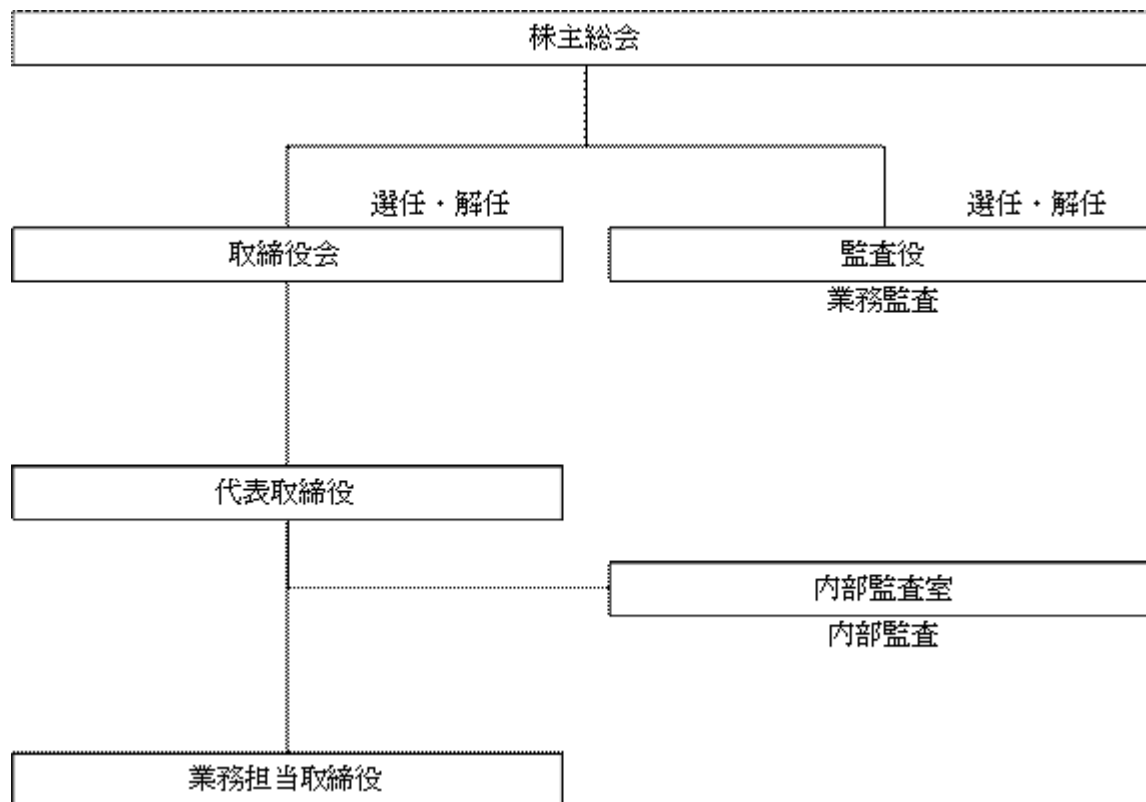 株主総会
選任・解任
選任・解任
取締役会
監査役
業務監査
代表取締役
内部監査室
内部監査
業務担当取締役